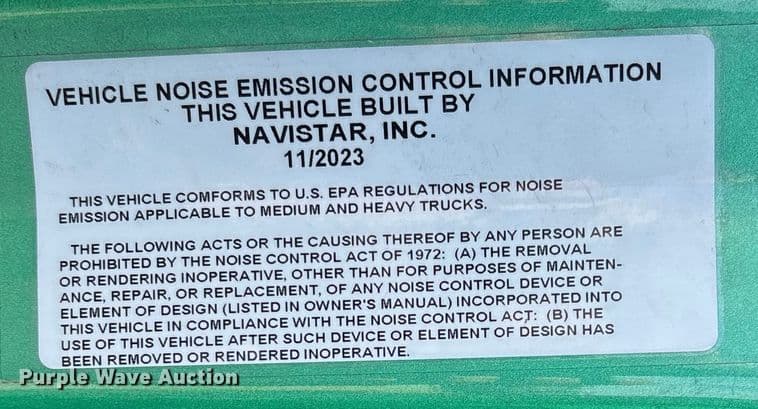 VEHICLE NOISE EMISSION CONTROL INFORMATION
THIS VEHICLE BUILT BY
NAVISTAR, INC.
11/2023
THIS VEHICLE COMFORMS TO U.S. EPA REGULATIONS FOR NOISE
EMISSION APPLICABLE TO MEDIUM AND HEAVY TRUCKS.
THE FOLLOWING ACTS OR THE CAUSING THEREOF BY ANY PERSON ARE
PROHIBITED BY THE NOISE CONTROL ACT OF 1972: (A) THE REMOVAL
OR RENDERING INOPERATIVE, OTHER THAN FOR PURPOSES OF MAINTEN-
ANCE, REPAIR, OR REPLACEMENT, OF ANY NOISE CONTROL DEVICE OR
ELEMENT OF DESIGN (LISTED IN OWNER'S MANUAL) INCORPORATED INTO
THIS VEHICLE IN COMPLIANCE WITH THE NOISE CONTROL ACT: (B) THE
USE OF THIS VEHICLE AFTER SUCH DEVICE OR ELEMENT OF DESIGN HAS
BEEN REMOVED OR RENDERED INOPERATIVE.
Purple Wave Auction